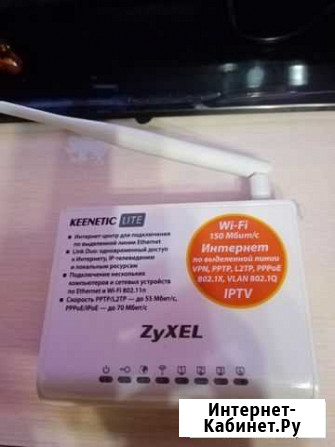 KEENETIC LITE
• Интернет-центр для подключения
по выделенной линии Ethernet
• Link Duo: одновременный доступ
к Интернету, IP-телевидению
и локальным ресурсам
• Подключение нескольких
компьютеров и сетевых устройств
по Ethernet и Wi-Fi 802.11n
• Скорость PPTP/L2TP — до 55 Мбит/с,
PPPoE/IPoE — до 70 Мбит/с
Wi-Fi
150 Мбит/с
Интернет
по выделенной линии
VPN, PPTP, L2TP, PPPoE
802.1X, VLAN 802.1Q
IPTV
ZyXEL
Интернет-
Кабинет.Ру